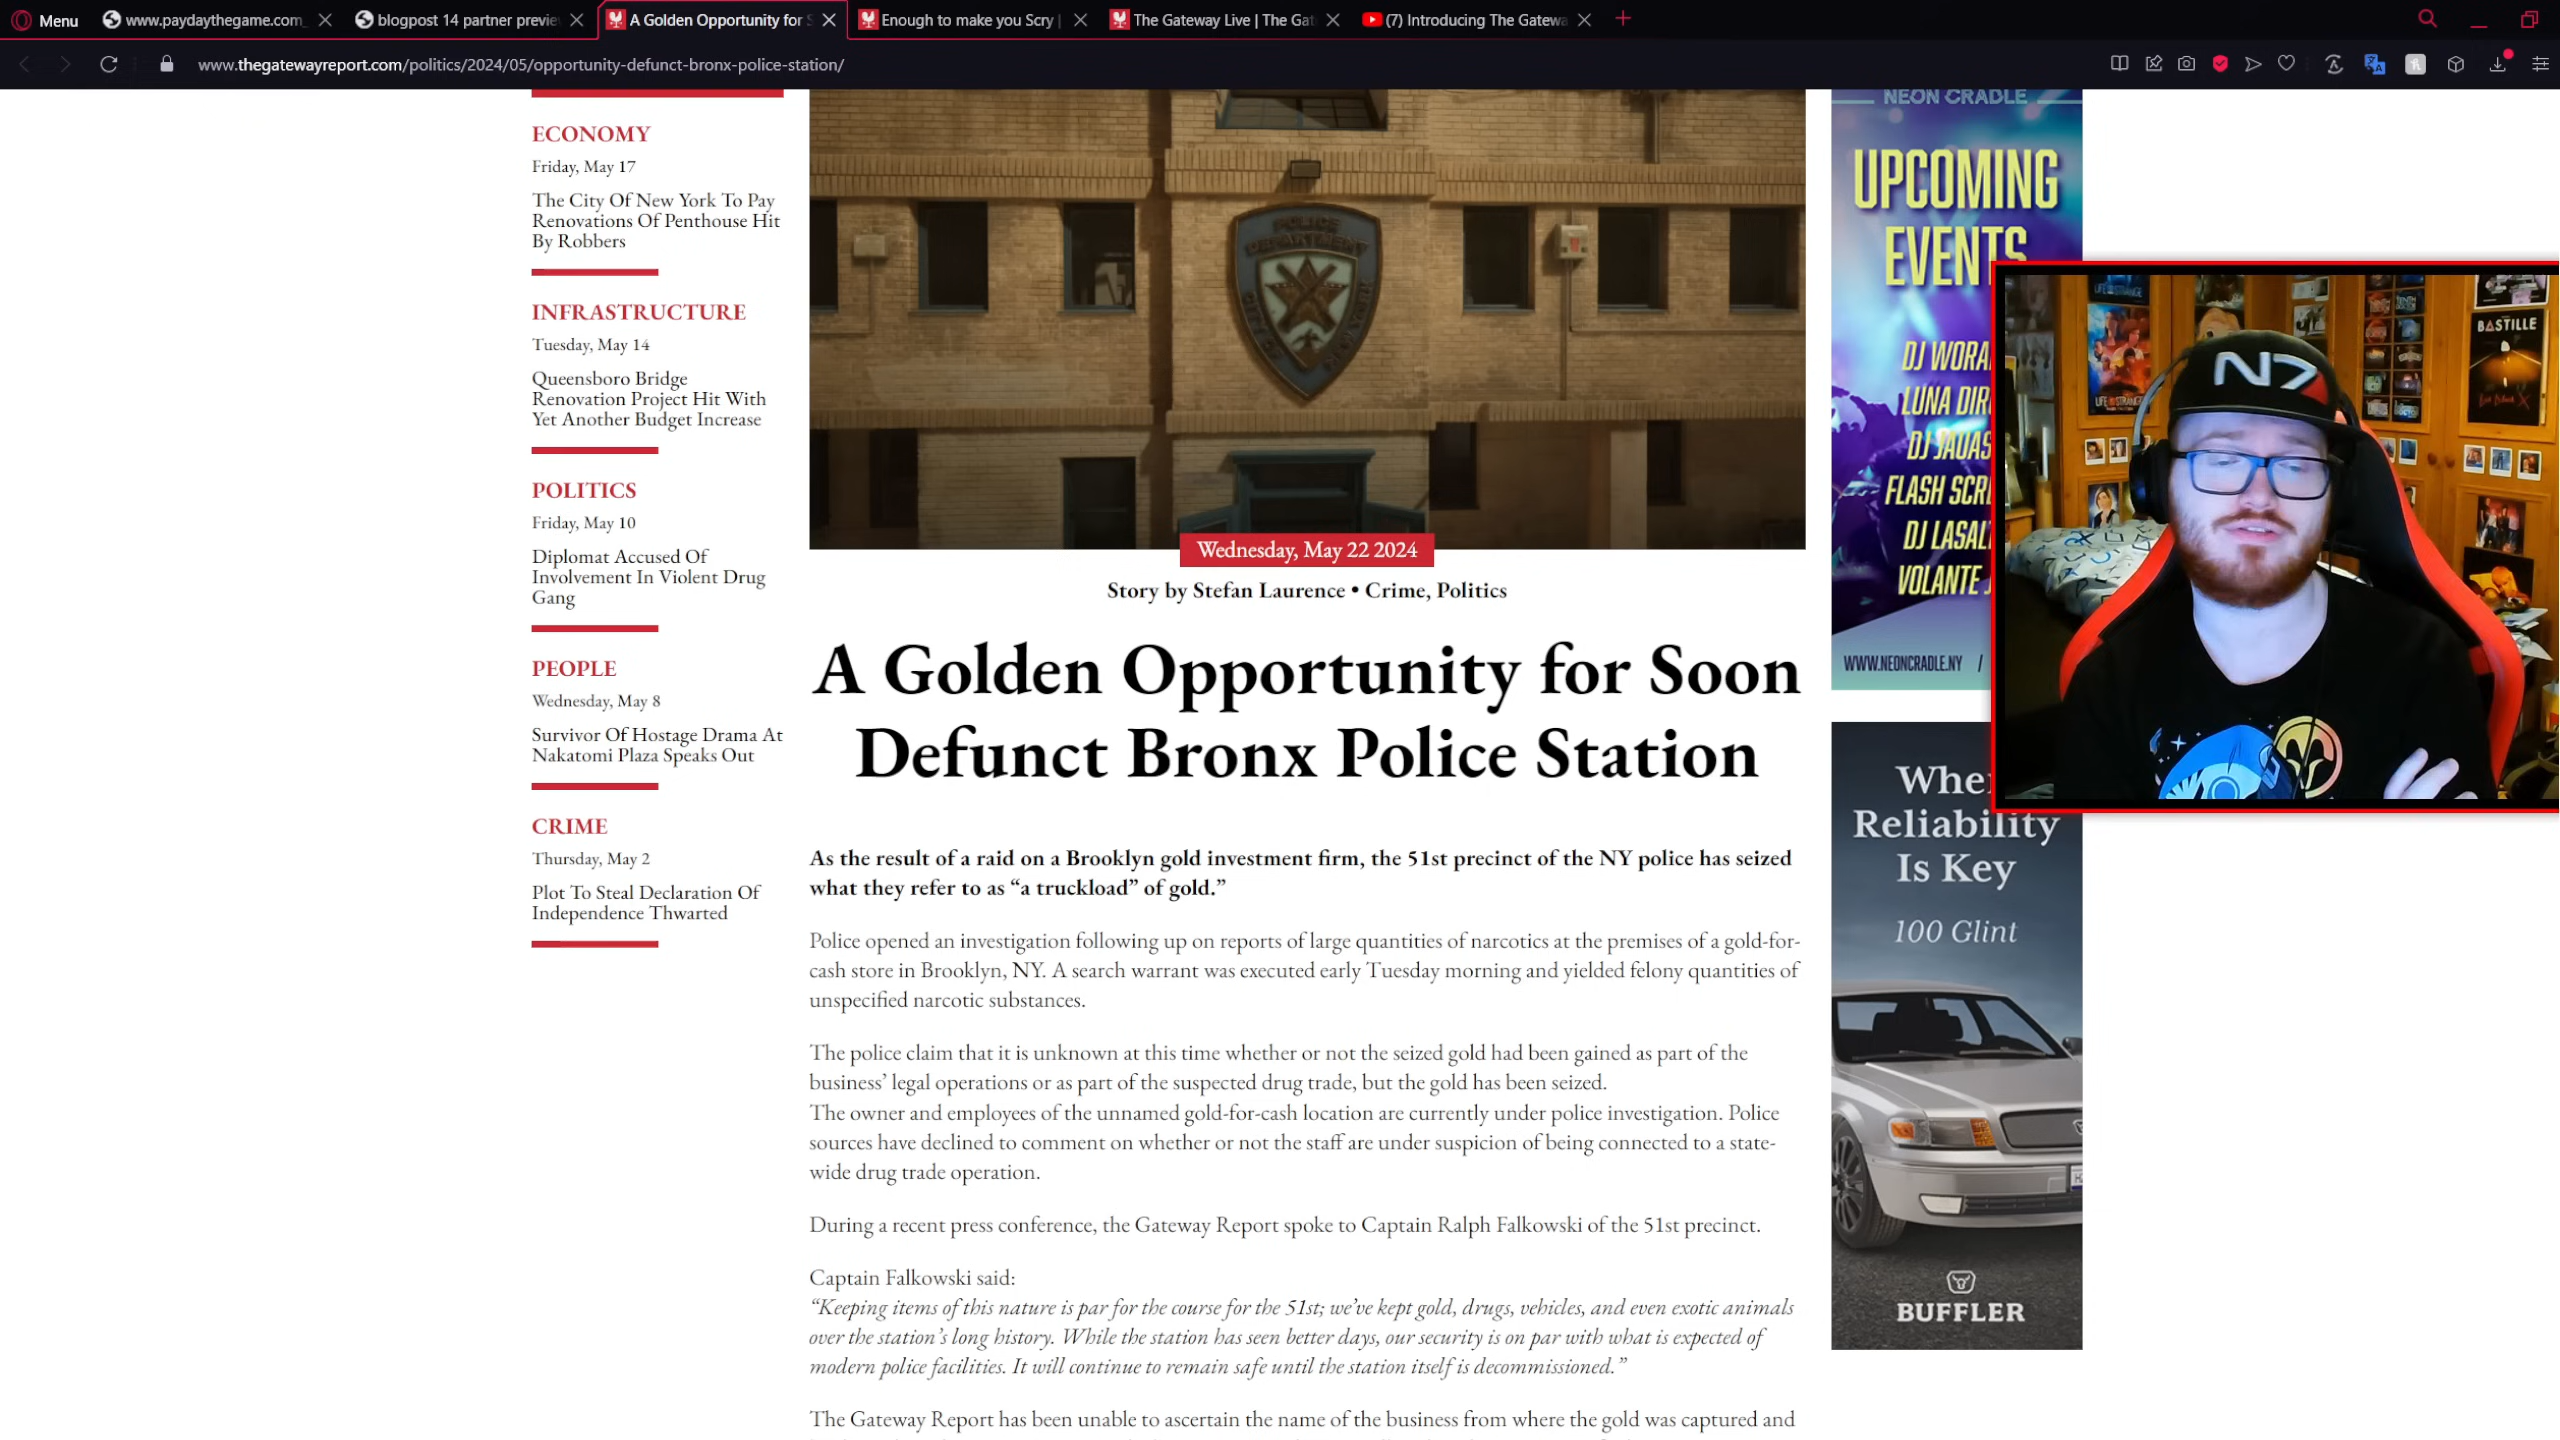 Menu
www.paydaythegame.com
blogpost 14 partner previe
A Golden Opportunity for S
Enough to make you Scry |
The Gateway Live | The Gat
(7) Introducing The Gatewa
www.thegatewayreport.com/politics/2024/05/opportunity-defunct-bronx-police-station/
ECONOMY
Friday, May 17
The City Of New York To Pay
Renovations Of Penthouse Hit
By Robbers
INFRASTRUCTURE
Tuesday, May 14
Queensboro Bridge
Renovation Project Hit With
Yet Another Budget Increase
POLITICS
Friday, May 10
Diplomat Accused Of
Involvement In Violent Drug
Gang
PEOPLE
Wednesday, May 8
Survivor Of Hostage Drama At
Nakatomi Plaza Speaks Out
CRIME
Thursday, May 2
Plot To Steal Declaration Of
Independence Thwarted
POLICE
DEPARTMENT
Wednesday, May 22 2024
Story by Stefan Laurence • Crime, Politics
A Golden Opportunity for Soon
Defunct Bronx Police Station
As the result of a raid on a Brooklyn gold investment firm, the 51st precinct of the NY police has seized
what they refer to as “a truckload” of gold.”
Police opened an investigation following up on reports of large quantities of narcotics at the premises of a gold-for-
cash store in Brooklyn, NY. A search warrant was executed early Tuesday morning and yielded felony quantities of
unspecified narcotic substances.
The police claim that it is unknown at this time whether or not the seized gold had been gained as part of the
business’ legal operations or as part of the suspected drug trade, but the gold has been seized.
The owner and employees of the unnamed gold-for-cash location are currently under police investigation. Police
sources have declined to comment on whether or not the staff are under suspicion of being connected to a state-
wide drug trade operation.
During a recent press conference, the Gateway Report spoke to Captain Ralph Falkowski of the 51st precinct.
Captain Falkowski said:
“Keeping items of this nature is par for the course for the 51st; we’ve kept gold, drugs, vehicles, and even exotic animals
over the station’s long history. While the station has seen better days, our security is on par with what is expected of
modern police facilities. It will continue to remain safe until the station itself is decommissioned.”
The Gateway Report has been unable to ascertain the name of the business from where the gold was captured and
NEON CRADLE
UPCOMING
EVENTS
DJ WORA
LUNA DIR
DJ JAUAS
FLASH SCR
DJ LASAL
VOLANTE
WWW.NEONCRADLE.NY /
Whe
Reliability
Is Key
100 Glint
BUFFLER
N7
BASTILLE